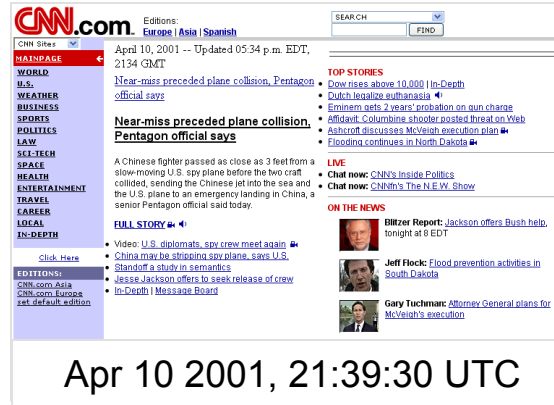 CNN.com.
Editions:
Europe | Asia | Spanish
SEARCH
FIND
CNN Sites
MAINPAGE
WORLD
U.S.
WEATHER
BUSINESS
SPORTS
POLITICS
LAW
SCI-TECH
SPACE
HEALTH
ENTERTAINMENT
TRAVEL
CAREER
LOCAL
IN-DEPTH
Click Here
EDITIONS:
CNN.com Asia
CNN.com Europe
set default edition
April 10, 2001 -- Updated 05:34 p.m. EDT,
2134 GMT
Near-miss preceded plane collision, Pentagon
official says
Near-miss preceded plane collision,
Pentagon official says
A Chinese fighter passed as close as 3 feet from a
slow-moving U.S. spy plane before the two craft
collided, sending the Chinese jet into the sea and
the U.S. plane to an emergency landing in China, a
senior Pentagon official said today.
FULL STORY
• Video: U.S. diplomats, spy crew meet again
• China may be stripping spy plane, says U.S.
• Standoff a study in semantics
• Jesse Jackson offers to seek release of crew
• In-Depth | Message Board
TOP STORIES
• Dow rises above 10,000 | In-Depth
• Dutch legalize euthanasia
• Eminem gets 2 years' probation on gun charge
• Affidavit: Columbine shooter posted threat on Web
• Ashcroft discusses McVeigh execution plan
• Flooding continues in North Dakota
LIVE
• Chat now: CNN's Inside Politics
• Chat now: CNNfn's The N.E.W. Show
ON THE NEWS
Blitzer Report: Jackson offers Bush help,
tonight at 8 EDT
Jeff Flock: Flood prevention activities in
South Dakota
Gary Tuchman: Attorney General plans for
McVeigh's execution
Apr 10 2001, 21:39:30 UTC